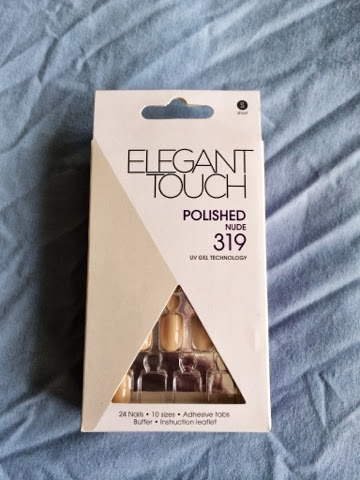 S
SHORT
ELEGANT
TOUCH
POLISHED
NUDE
319
UV GEL TECHNOLOGY
24 Nails • 10 sizes • Adhesive tabs
Buffer • Instruction leaflet